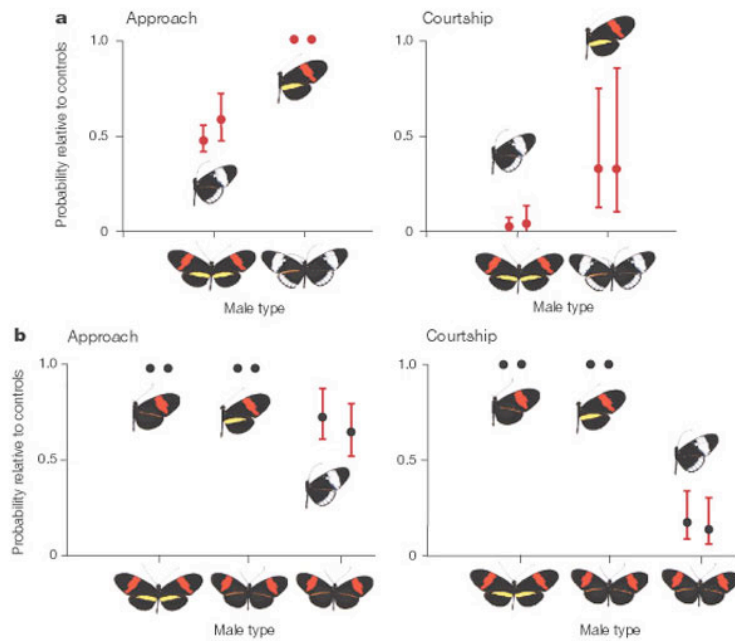 a
Approach
Courtship
Probability relative to controls
1.0
0.5
0
1.0
0.5
0
Male type
Male type
b
Approach
Courtship
Probability relative to controls
1.0
0.5
0
1.0
0.5
0
Male type
Male type